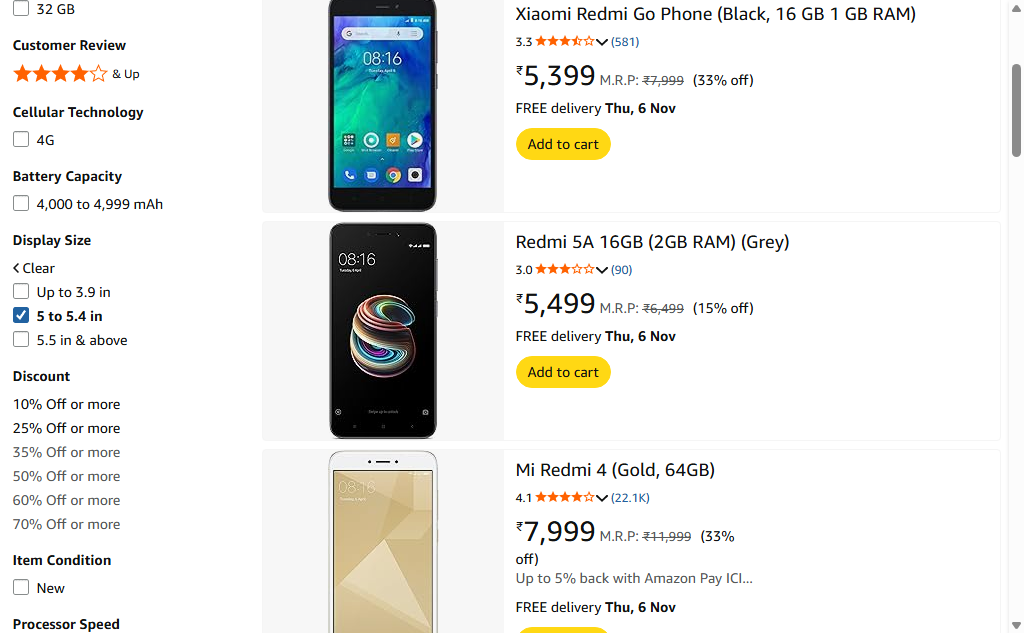 32 GB
Customer Review
& Up
Cellular Technology
4G
Battery Capacity
4,000 to 4,999 mAh
Display Size
Clear
Up to 3.9 in
5 to 5.4 in
5.5 in & above
Discount
10% Off or more
25% Off or more
35% Off or more
50% Off or more
60% Off or more
70% Off or more
Item Condition
New
Processor Speed
08:16
Xiaomi Redmi Go Phone (Black, 16 GB 1 GB RAM)
3.3 (581)
₹5,399 M.R.P: ₹7,999 (33% off)
FREE delivery Thu, 6 Nov
Add to cart
08:16
Redmi 5A 16GB (2GB RAM) (Grey)
3.0 (90)
₹5,499 M.R.P: ₹6,499 (15% off)
FREE delivery Thu, 6 Nov
Add to cart
08:16
Mi Redmi 4 (Gold, 64GB)
4.1 (22.1K)
₹7,999 M.R.P: ₹11,999 (33%
off)
Up to 5% back with Amazon Pay ICI…
FREE delivery Thu, 6 Nov